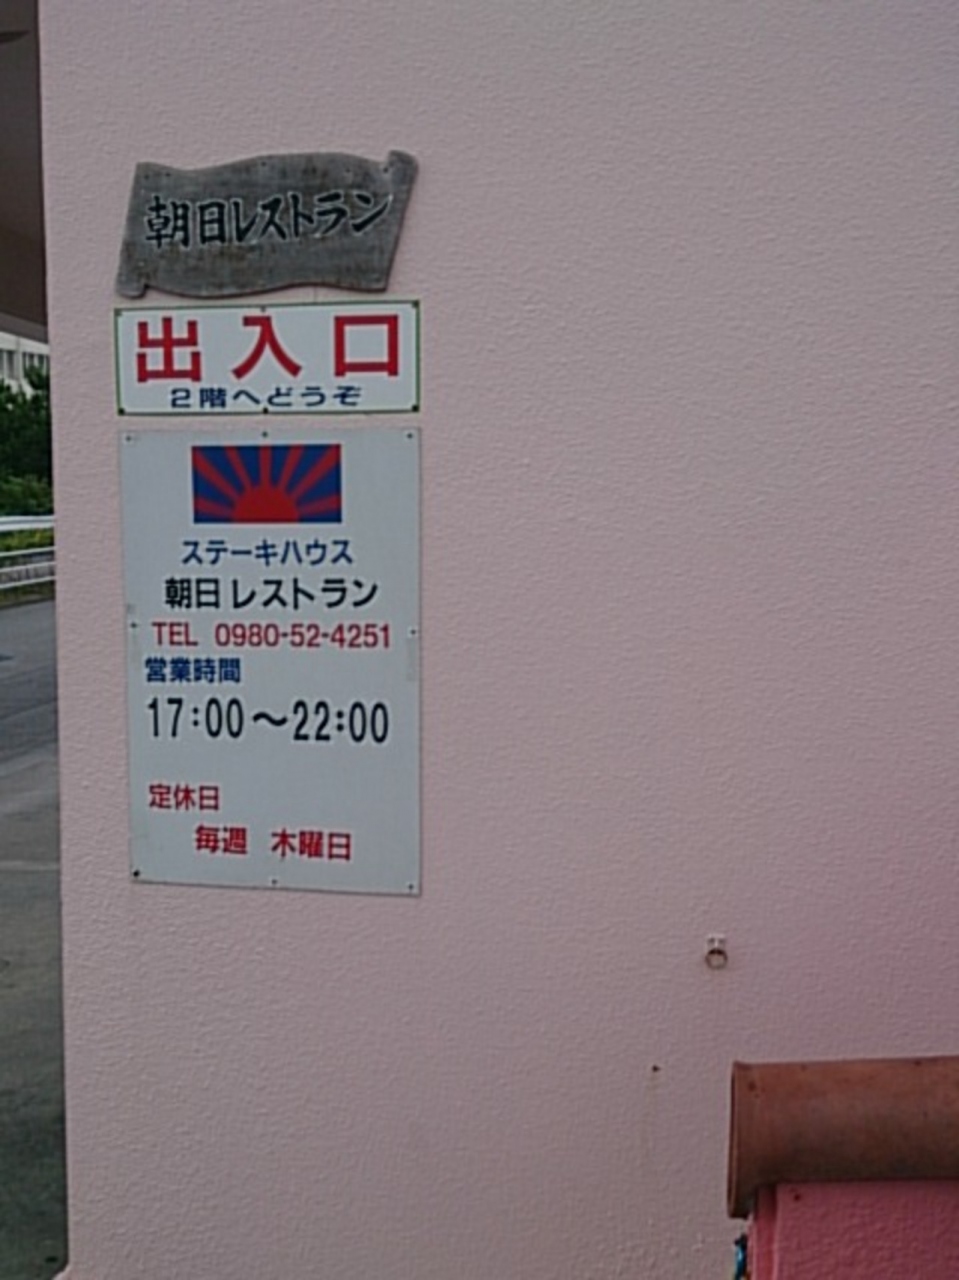 朝日レストラン
出入口
2階へどうぞ
ステーキハウス
朝日レストラン
TEL 0980-52-4251
営業時間
17:00～22:00
定休日
毎週 木曜日